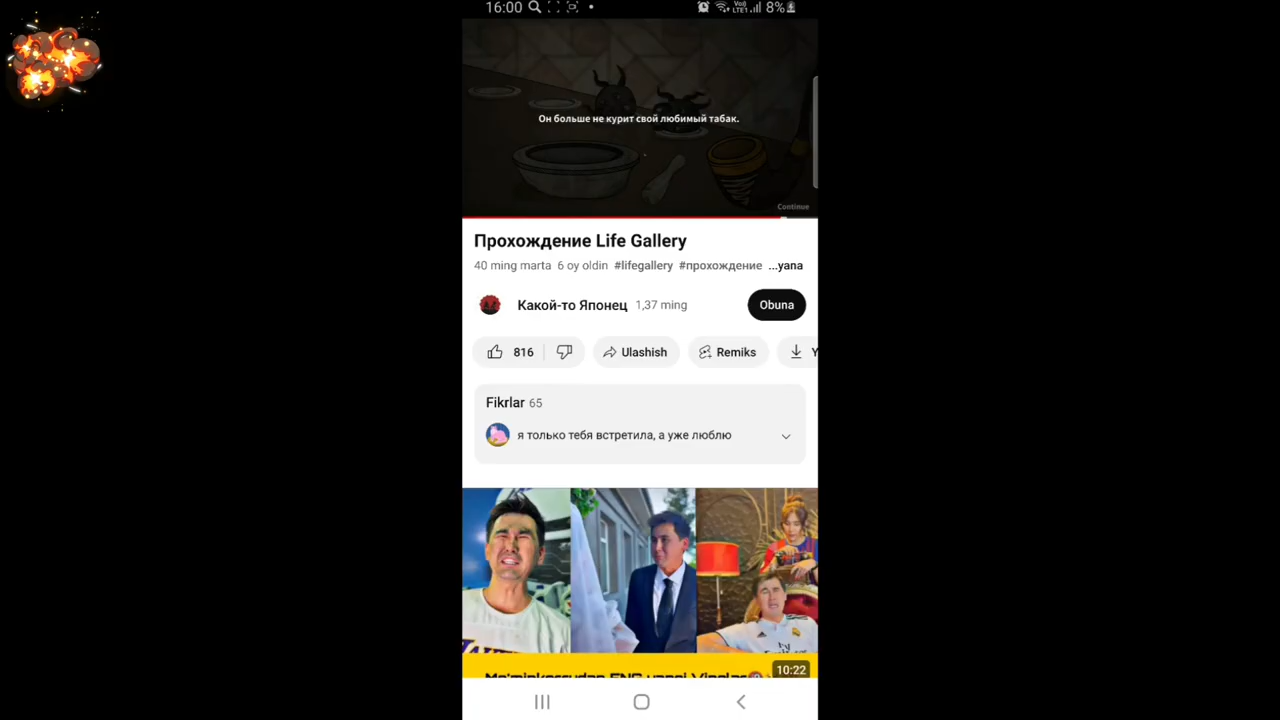 16:00
Vo)) LTE1 8%
Он больше не курит свой любимый табак.
Continue
Прохождение Life Gallery
40 ming marta 6 oy oldin #lifegallery #прохождение ...yana
Какой-то Японец 1,37 ming Obuna
816 Ulashish Remiks Y
Fikrlar 65
я только тебя встретила, а уже люблю
10:22